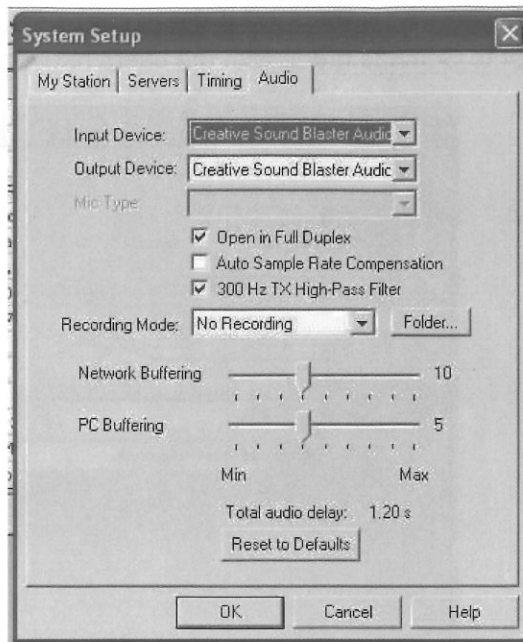 System Setup
My Station Servers Timing Audio
Input Device: Creative Sound Blaster Audic
Output Device: Creative Sound Blaster Audic
Mic Type:
Open in Full Duplex
Auto Sample Rate Compensation
300 Hz TX High-Pass Filter
Recording Mode: No Recording Folder...
Network Buffering 10
PC Buffering 5
Min Max
Total audio delay: 1.20 s
Reset to Defaults
OK Cancel Help